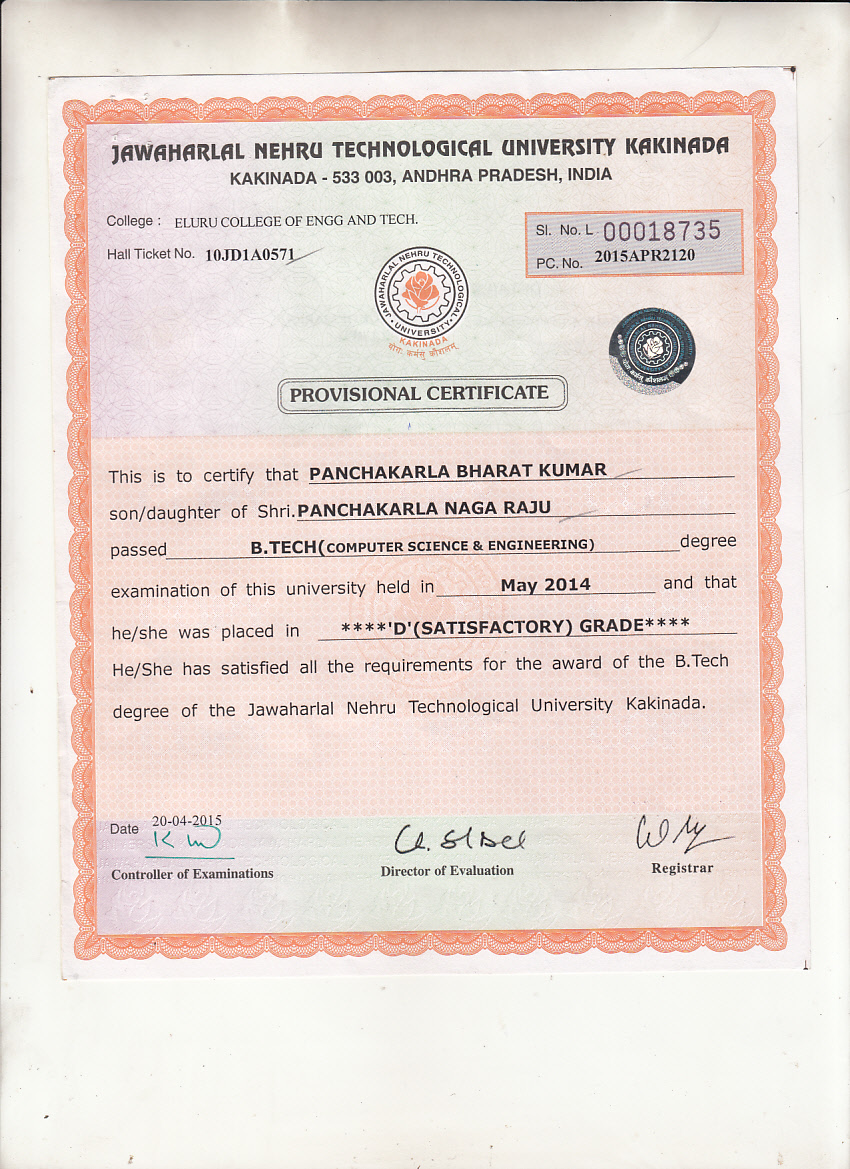 JAWAHARLAL NEHRU TECHNOLOGICAL UNIVERSITY KAKINADA
KAKINADA - 533 003, ANDHRA PRADESH, INDIA
College : ELURU COLLEGE OF ENGG AND TECH.
Hall Ticket No. 10JD1A0571
Sl. No. L 00018735
PC. No. 2015APR2120
JAWAHARLAL NEHRU TECHNOLOGICAL
UNIVERSITY
KAKINADA
योगः कर्मसु कौशलम्
PROVISIONAL CERTIFICATE
This is to certify that PANCHAKARLA BHARAT KUMAR
son/daughter of Shri.PANCHAKARLA NAGA RAJU
passed B.TECH(COMPUTER SCIENCE & ENGINEERING) degree
examination of this university held in May 2014 and that
he/she was placed in ****'D'(SATISFACTORY) GRADE****
He/She has satisfied all the requirements for the award of the B.Tech
degree of the Jawaharlal Nehru Technological University Kakinada.
Date 20-04-2015
Controller of Examinations
Director of Evaluation
Registrar